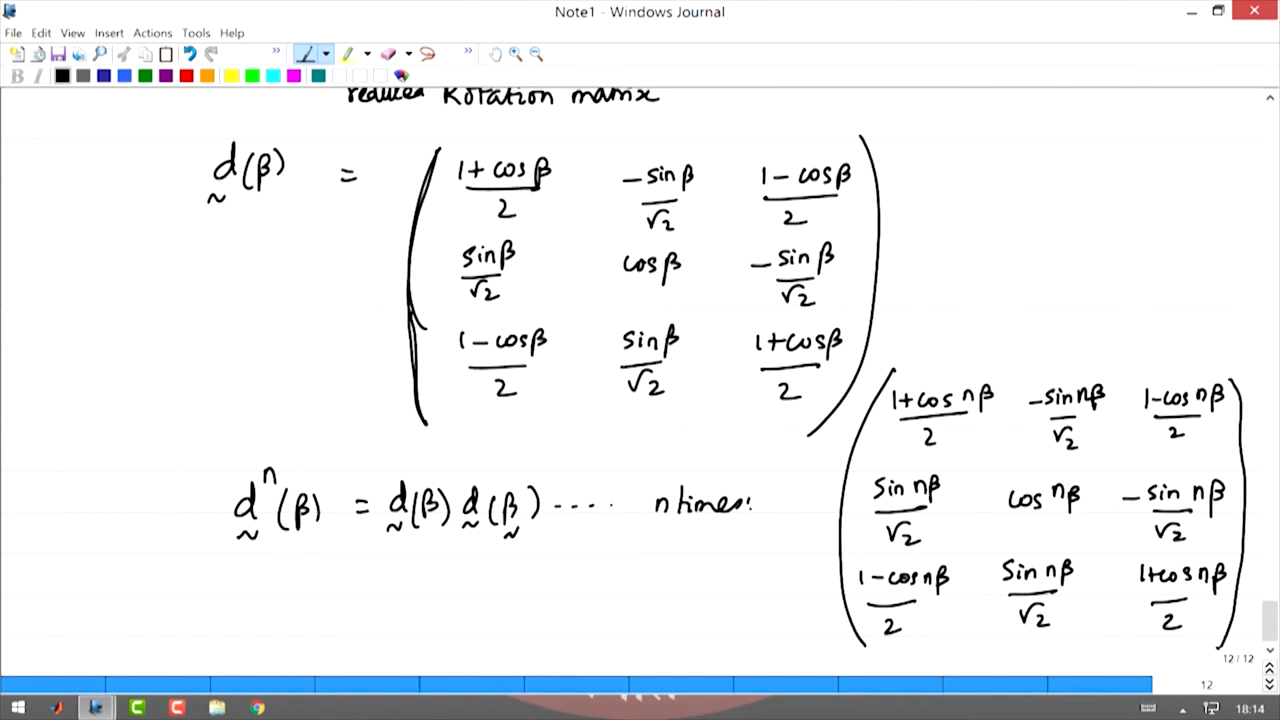 Note1 - Windows Journal
File Edit View Insert Actions Tools Help
reduced Rotation matrix
d(β) = ( (1 + cosβ)/2 -sinβ/√2 (1 - cosβ)/2
sinβ/√2 cosβ -sinβ/√2
(1 - cosβ)/2 sinβ/√2 (1+cosβ)/2 )
d^n (β) = d(β) d(β) ..... n times:
( (1+cos nβ)/2 -sin nβ/√2 (1-cos nβ)/2
sin nβ/√2 cos nβ -sin nβ/√2
(1-cos nβ)/2 sin nβ/√2 (1+cos nβ)/2 )
12 / 12
12
18:14